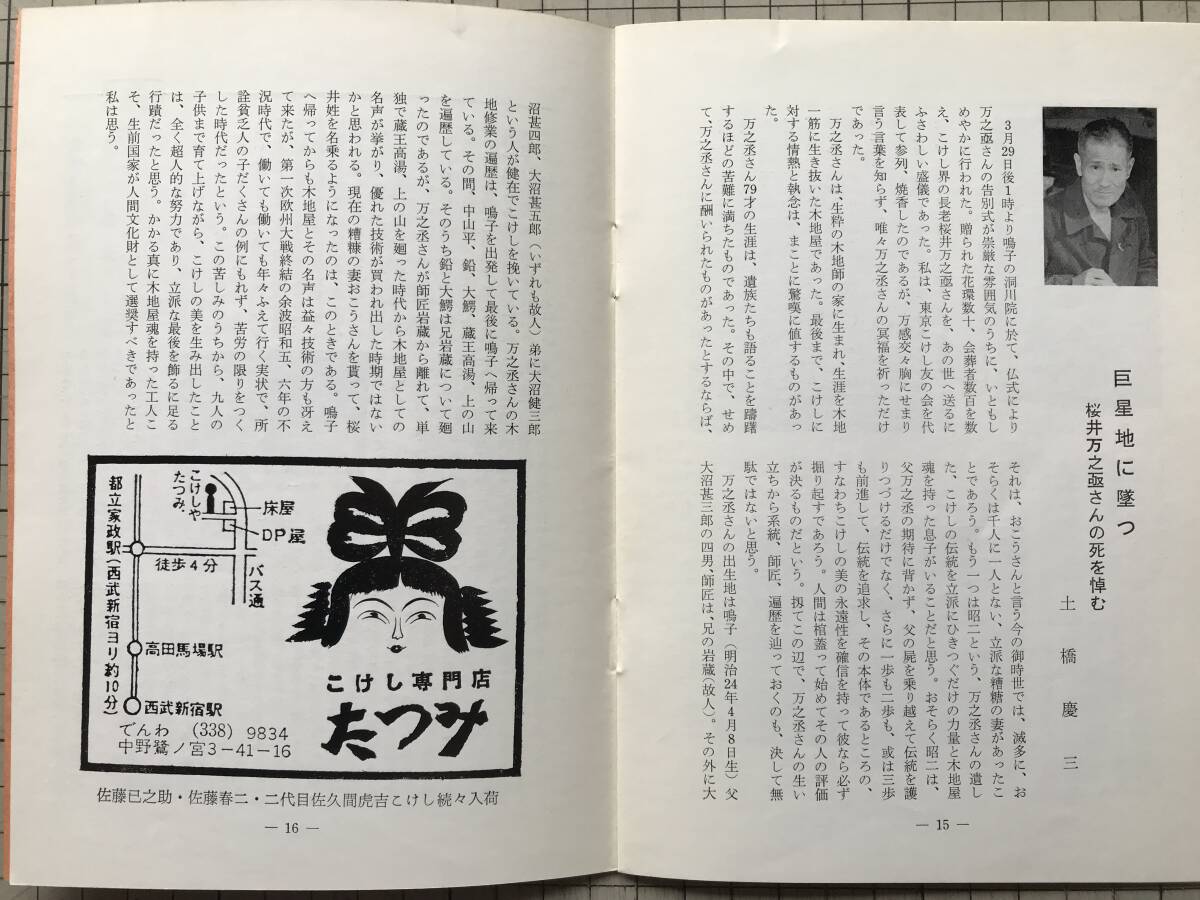 巨星地に墜つ
桜井万之亟さんの死を悼む
土橋慶三
3月29日後1時より鳴子の洞川院に於て、仏式により
万之亟さんの告別式が崇厳な雰囲気のうちに、いともし
めやかに行われた。贈られた花環数十、会葬者数百を数
え、こけし界の長老桜井万之亟さんを、あの世へ送るに
ふさわしい盛儀であった。私は、東京こけし友の会を代
表して参列、焼香したのであるが、万感交々胸にせまり
言う言葉を知らず、唯々万之丞さんの冥福を祈っただけ
であった。
万之丞さんは、生粋の木地師の家に生まれ、生涯を木地
一筋に生き抜いた木地屋であった。最後まで、こけしに
対する情熱と執念は、まことに驚嘆に値するものがあっ
た。
万之丞さん79才の生涯は、遺族たちも語ることを躊躇
するほどの苦難に満ちたものであった。その中で、せめ
て、万之丞さんに酬いられたものがあったとするならば、
それは、おこうさんと言う今の御時世では、滅多に、お
そらくは千人に一人とない、立派な糟糖の妻があったこ
とであろう。もう一つは昭二という、万之丞さんの遺し
た、こけしの伝統を立派にひきつぐだけの力量と木地屋
魂を持った息子がいることだと思う。おそらく昭二は、
父万之丞の期待に背かず、父の屍を乗り越えて伝統を護
りつづけるだけでなく、さらに一歩も二歩も、或は三歩
も前進して、伝統を追求し、その本体であるところの、
すなわちこけしの美の永遠性を確信を持って彼なら必ず
掘り起すであろう。人間は棺蓋って始めてその人の評価
が決るものだという。扨てこの辺で、万之丞さんの生い
立ちから系統、師匠、遍歴を辿っておくのも、決して無
駄ではないと思う。
万之丞さんの出生地は鳴子(明治24年4月8日生)父
大沼甚三郎の四男、師匠は、兄の岩蔵(故人)。その外に大
― 15 ―
沼甚四郎、大沼甚五郎(いずれも故人)弟に大沼健三郎
という人が健在でこけしを挽いている。万之丞さんの木
地修業の遍歴は、鳴子を出発して最後に鳴子へ帰って来
ている。その間、中山平、鉛、大鰐、蔵王高湯、上の山
を遍歴している。そのうち鉛と大鰐は兄岩蔵について廻
ったのであるが、万之丞さんが師匠岩蔵から離れて、単
独で蔵王高湯、上の山を廻った時代から木地屋としての
名声が挙がり、優れた技術が買われ出した時期ではない
かと思われる。現在の糟糠の妻おこうさんを貰って、桜
井姓を名乗るようになったのは、このときである。鳴子
へ帰ってからも木地屋とその名声は益々技術の方も冴え
て来たが、第一次欧州大戦終結の余波昭和五、六年の不
況時代で、働いても働いても年々ふえて行く実状で、所
詮貧乏人の子だくさんの例にもれず、苦労の限りをつく
した時代だったという。この苦しみのうちから、九人の
子供まで育て上げながら、こけしの美を生み出したこと
は、全く超人的な努力であり、立派な最後を飾るに足る
行蹟だったと思う。かかる真に木地屋魂を持った工人こ
そ、生前国家が人間文化財として選奨すべきであったと
私は思う。
こけしや
たつみ
床屋
DP屋
都立家政駅(西武新宿ヨリ約10分)
徒歩4分
バス通
高田馬場駅
西武新宿駅
でんわ (338) 9834
中野鷺ノ宮3-41-16
こけし専門店
たつみ
佐藤巳之助・佐藤春二・二代目佐久間虎吉こけし続々入荷
― 16 ―